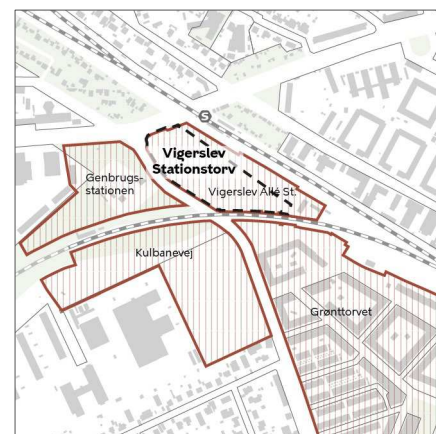 S
Vigerslev
Stationstorv
Genbrugs-
stationen
Vigerslev Allé St.
Kulbanevej
Grønttorvet